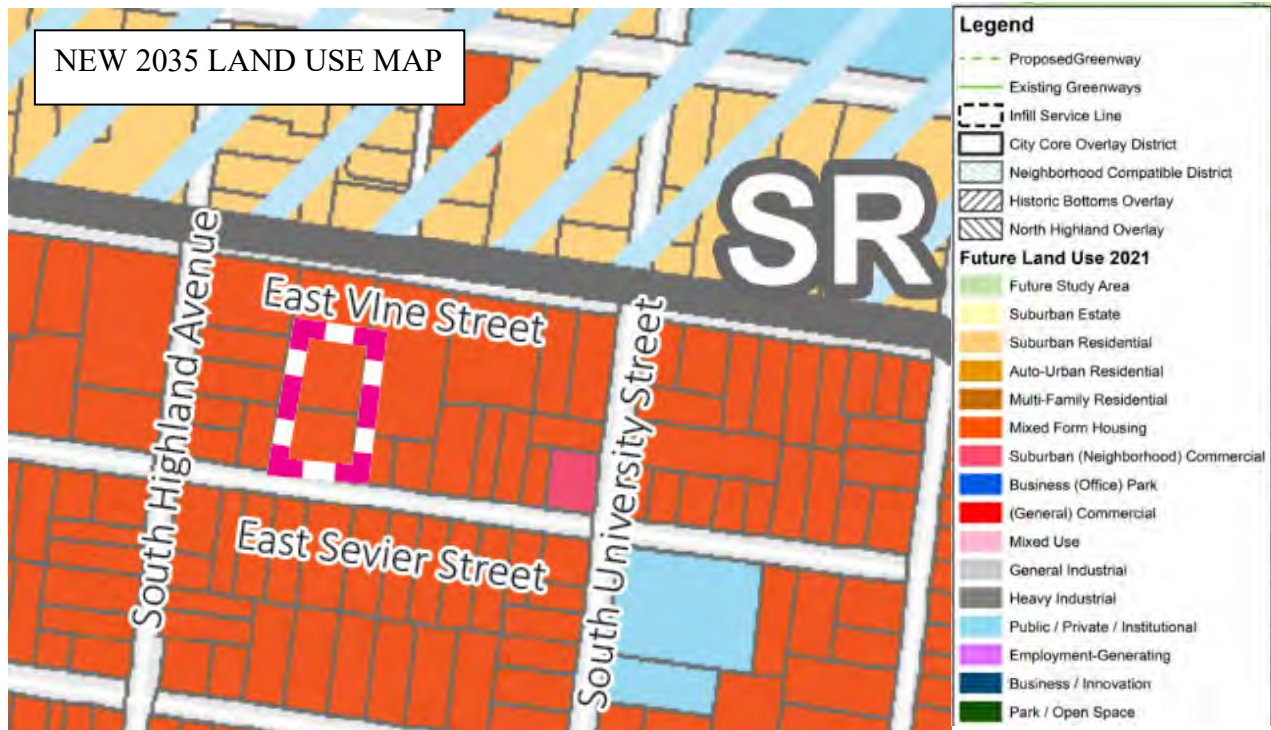 NEW 2035 LAND USE MAP
SR
East VIne Street
South Highland Avenue
South University Street
East Sevier Street
Legend
ProposedGreenway
Existing Greenways
Infill Service Line
City Core Overlay District
Neighborhood Compatible District
Historic Bottoms Overlay
North Highland Overlay
Future Land Use 2021
Future Study Area
Suburban Estate
Suburban Residential
Auto-Urban Residential
Multi-Family Residential
Mixed Form Housing
Suburban (Neighborhood) Commercial
Business (Office) Park
(General) Commercial
Mixed Use
General Industrial
Heavy Industrial
Public / Private / Institutional
Employment-Generating
Business / Innovation
Park / Open Space